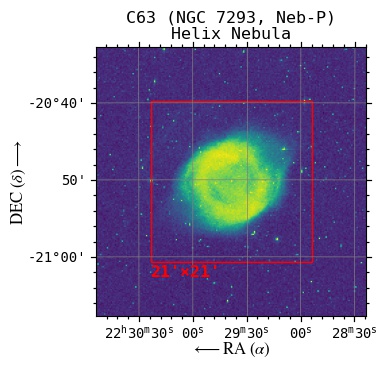 C63 (NGC 7293, Neb-P)
Helix Nebula
DEC (δ) ⟶
-20°40'
50'
-21°00'
21'×21'
22ʰ30ᵐ30ˢ 00ˢ 29ᵐ30ˢ 00ˢ 28ᵐ30ˢ
⟵ RA (α)